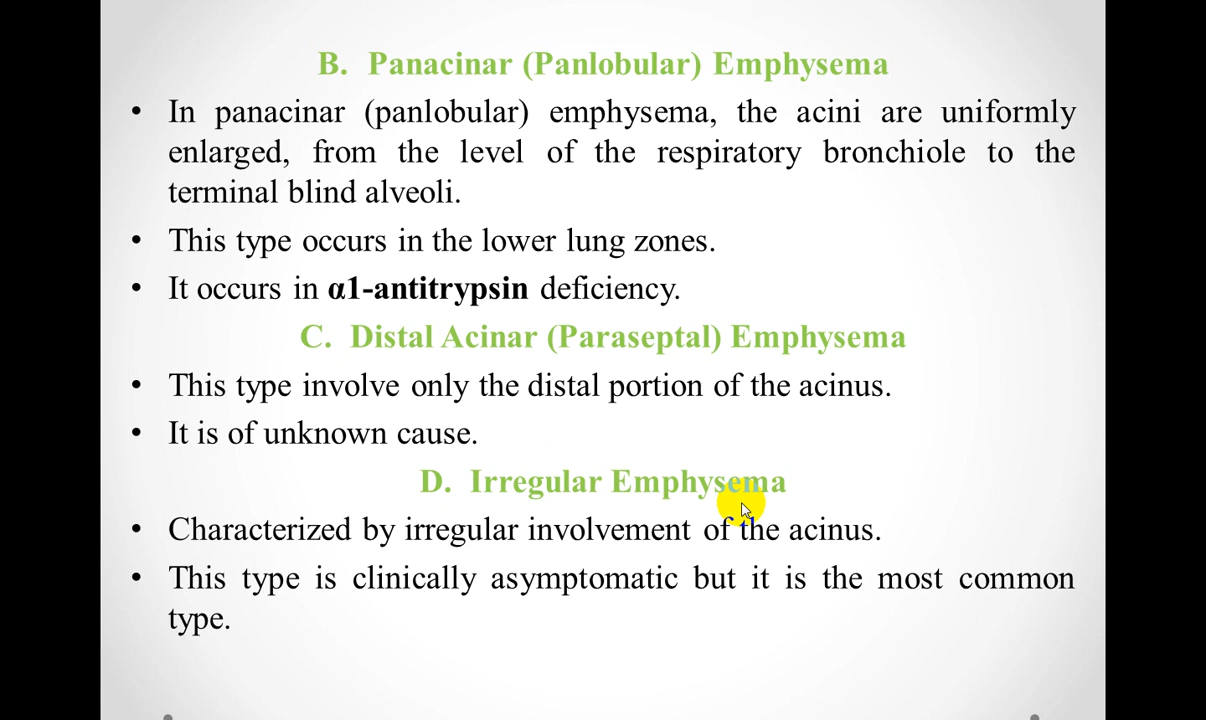 B. Panacinar (Panlobular) Emphysema
• In panacinar (panlobular) emphysema, the acini are uniformly
enlarged, from the level of the respiratory bronchiole to the
terminal blind alveoli.
• This type occurs in the lower lung zones.
• It occurs in α1-antitrypsin deficiency.
C. Distal Acinar (Paraseptal) Emphysema
• This type involve only the distal portion of the acinus.
• It is of unknown cause.
D. Irregular Emphysema
• Characterized by irregular involvement of the acinus.
• This type is clinically asymptomatic but it is the most common
type.